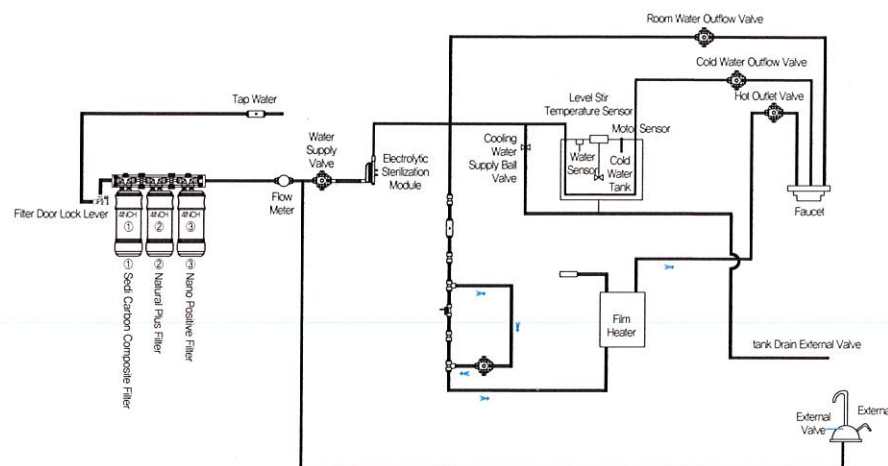 Room Water Outflow Valve
Cold Water Outflow Valve
Hot Outlet Valve
Tap Water
Level Stir
Temperature Sensor
Motor Sensor
Water
Supply
Valve
Electrolytic
Sterilization
Module
Cooling
Water
Supply Ball
Valve
Water
Sensor
Cold
Water
Tank
Filter Door Lock Lever
4INCH
①
4INCH
②
4INCH
③
Flow
Meter
Faucet
① Sedi Carbon Composite Filter
② Natural Plus Filter
③ Nano Positive Filter
Film
Heater
tank Drain External Valve
External
Valve
Externa